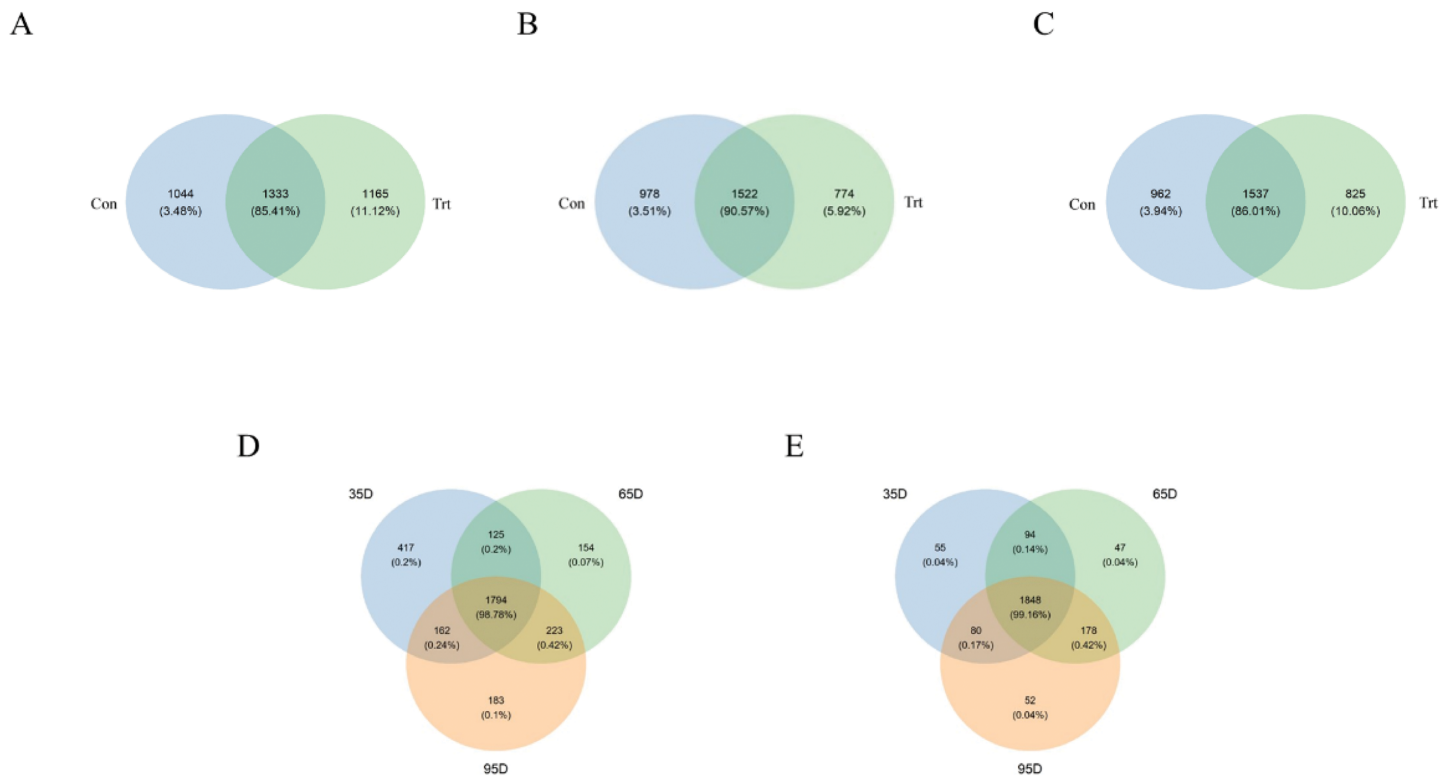 A
B
C
Con
1044
(3.48%)
1333
(85.41%)
1165
(11.12%)
Trt
Con
978
(3.51%)
1522
(90.57%)
774
(5.92%)
Trt
Con
962
(3.94%)
1537
(86.01%)
825
(10.06%)
Trt
D
35D
65D
417
(0.2%)
125
(0.2%)
154
(0.07%)
1794
(98.78%)
162
(0.24%)
223
(0.42%)
183
(0.1%)
95D
E
35D
65D
55
(0.04%)
94
(0.14%)
47
(0.04%)
1848
(99.16%)
80
(0.17%)
178
(0.42%)
52
(0.04%)
95D